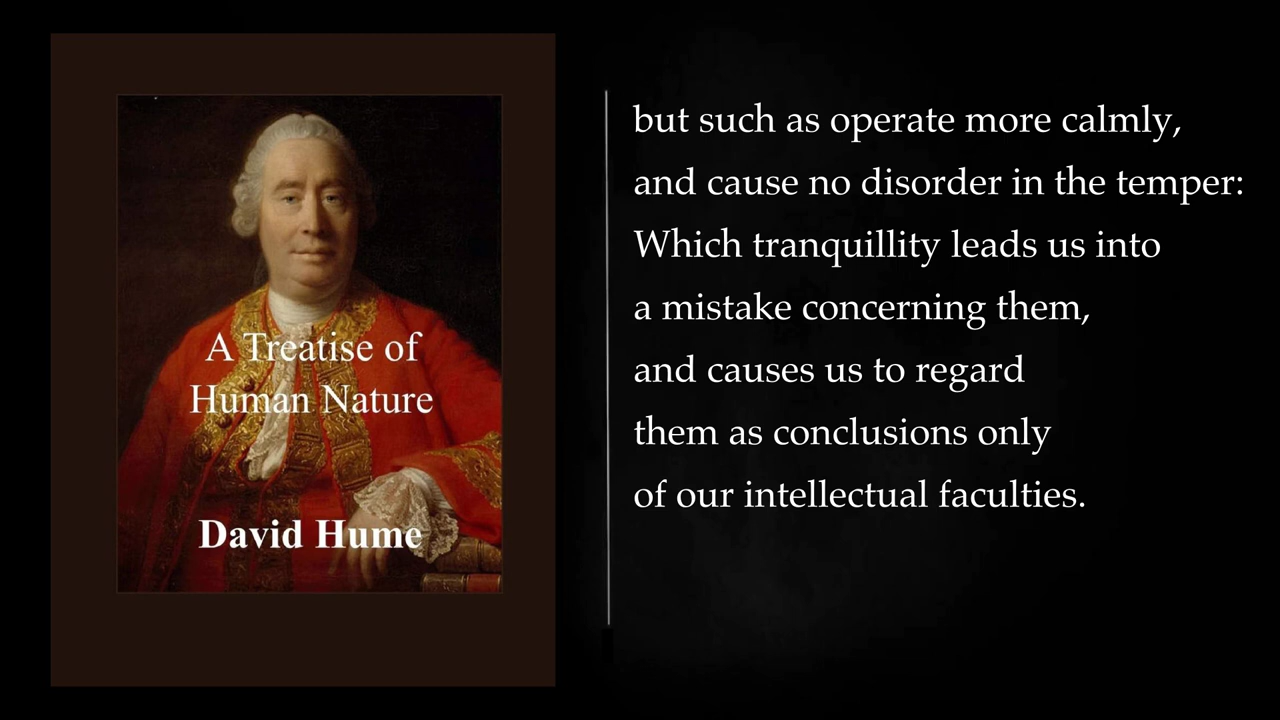 A Treatise of
Human Nature
David Hume
but such as operate more calmly,
and cause no disorder in the temper:
Which tranquillity leads us into
a mistake concerning them,
and causes us to regard
them as conclusions only
of our intellectual faculties.